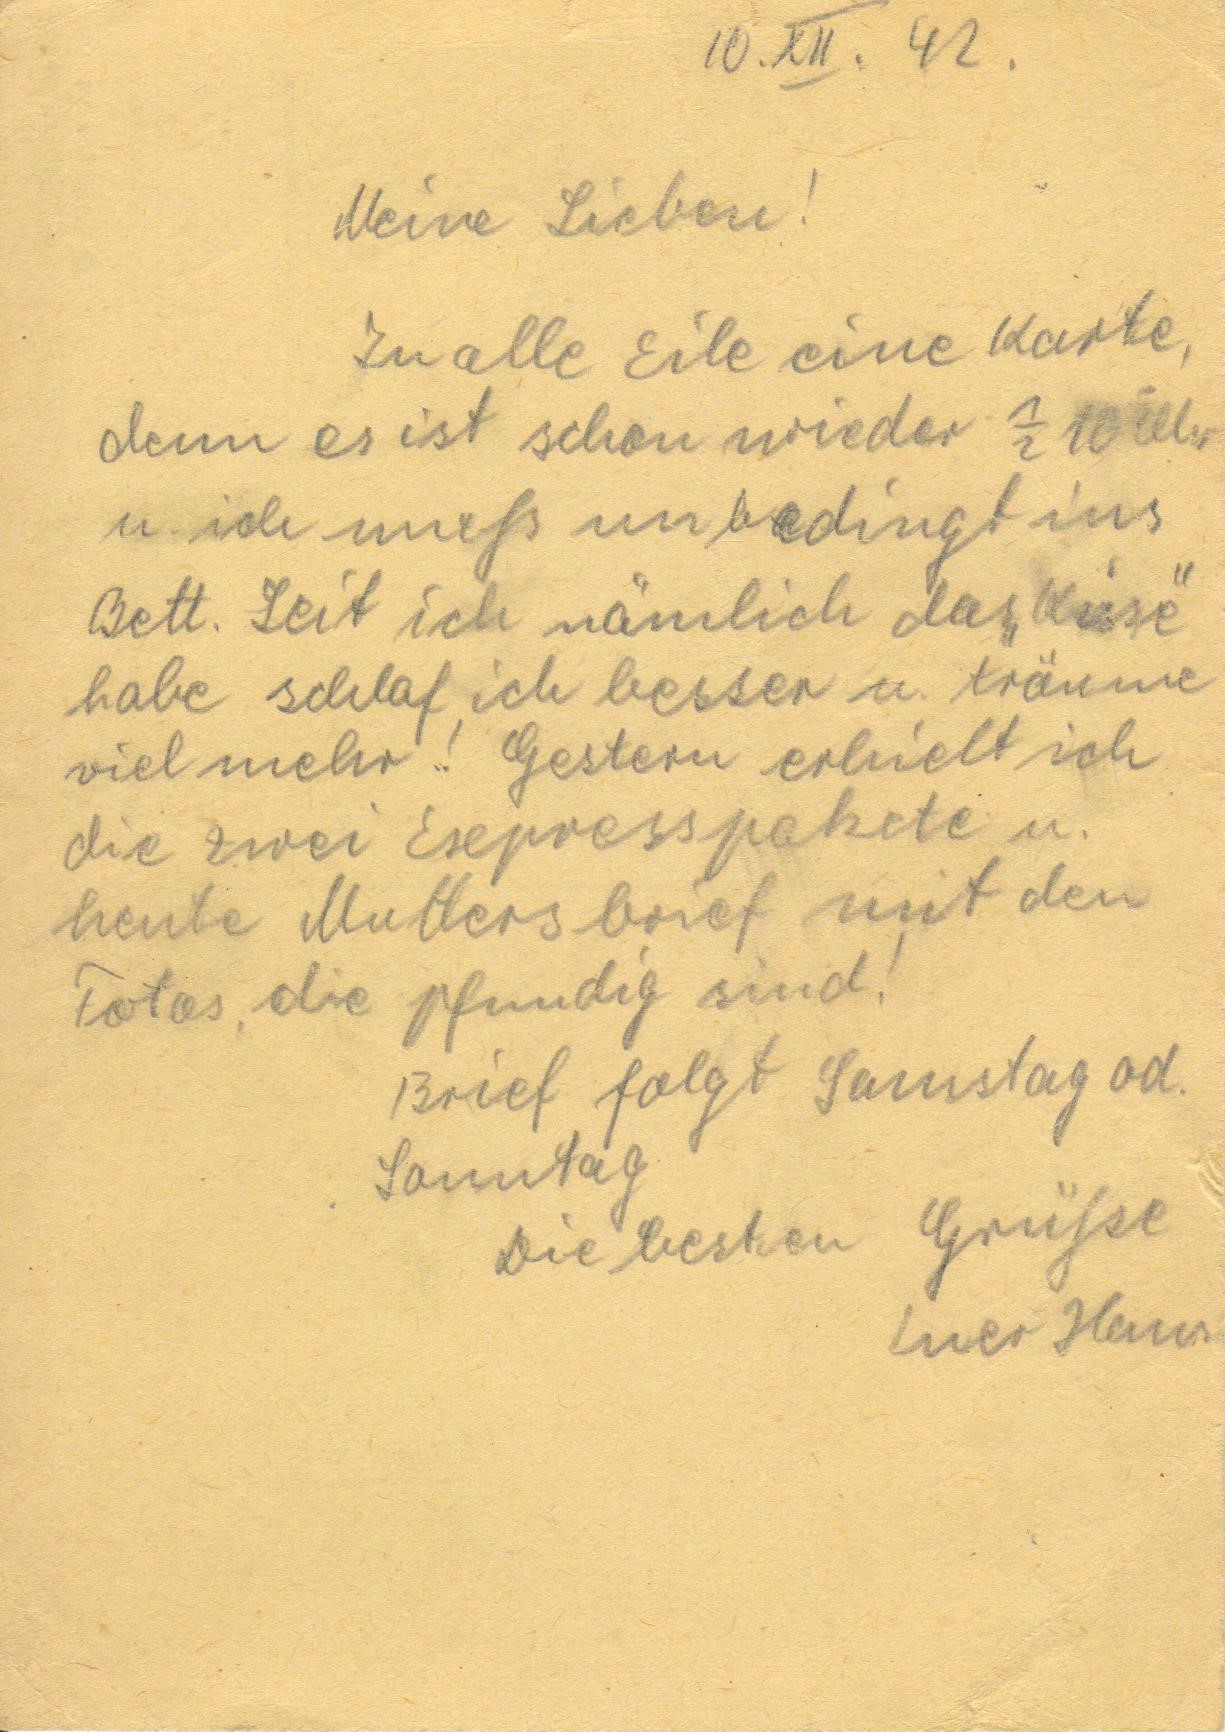 10. XII. 42.
Meine Lieben!
In alle Eile eine Karte,
denn es ist schon wieder 1/2 10 Uhr
u. ich muß unbedingt ins
Bett. Seit ich nämlich das
habe schlaf ich besser u. träume
viel mehr! Gestern erhielt ich
die zwei Expresspakete u.
heute Mutters brief mit den
Fotos, die pfundig sind!
Brief folgt Samstag od.
Sonntag
Die besten Grüße
Euer Hans